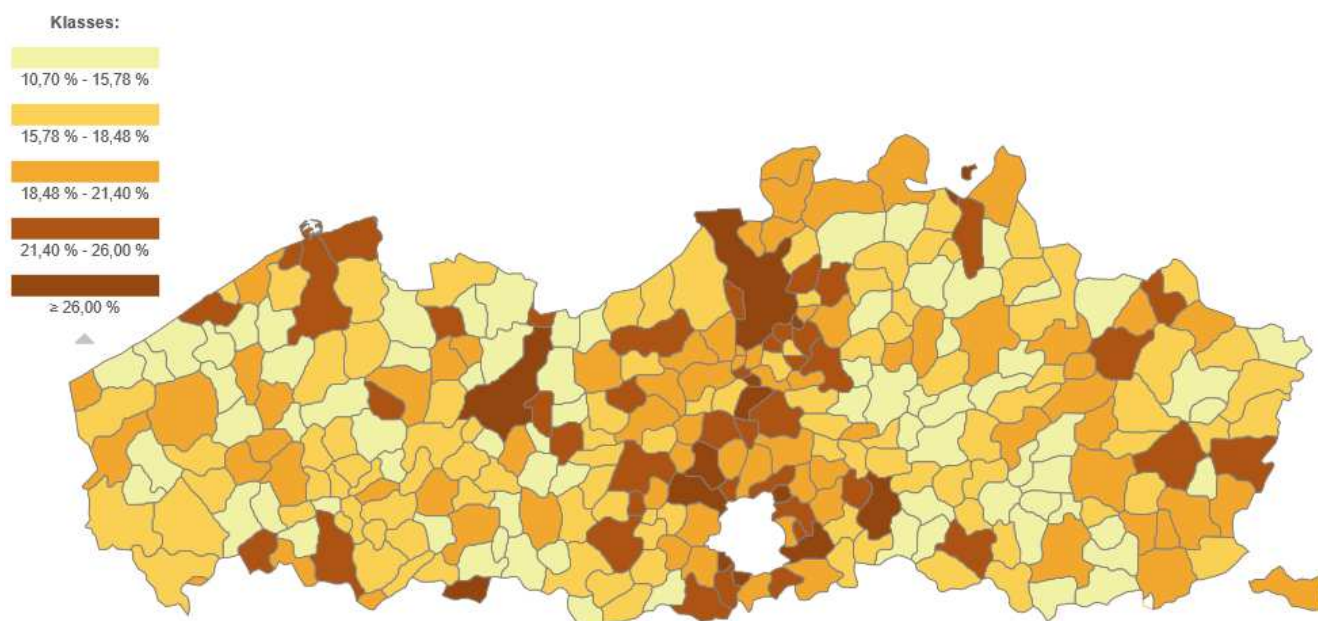 Klasses:
10,70 % - 15,78 %
15,78 % - 18,48 %
18,48 % - 21,40 %
21,40 % - 26,00 %
≥ 26,00 %